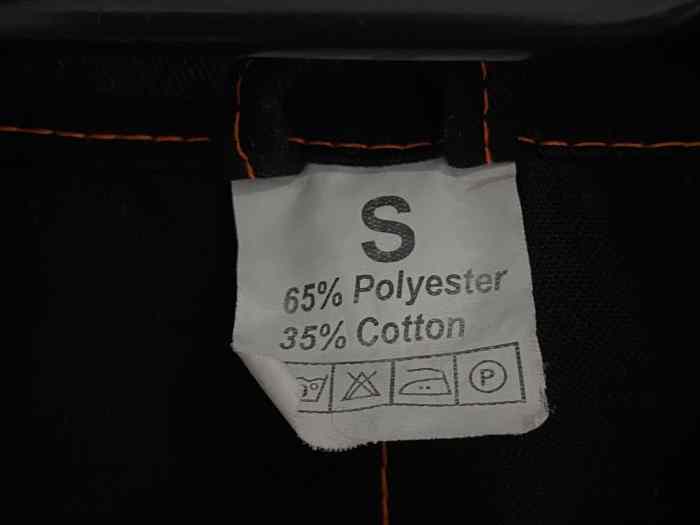 S
65% Polyester
35% Cotton
P